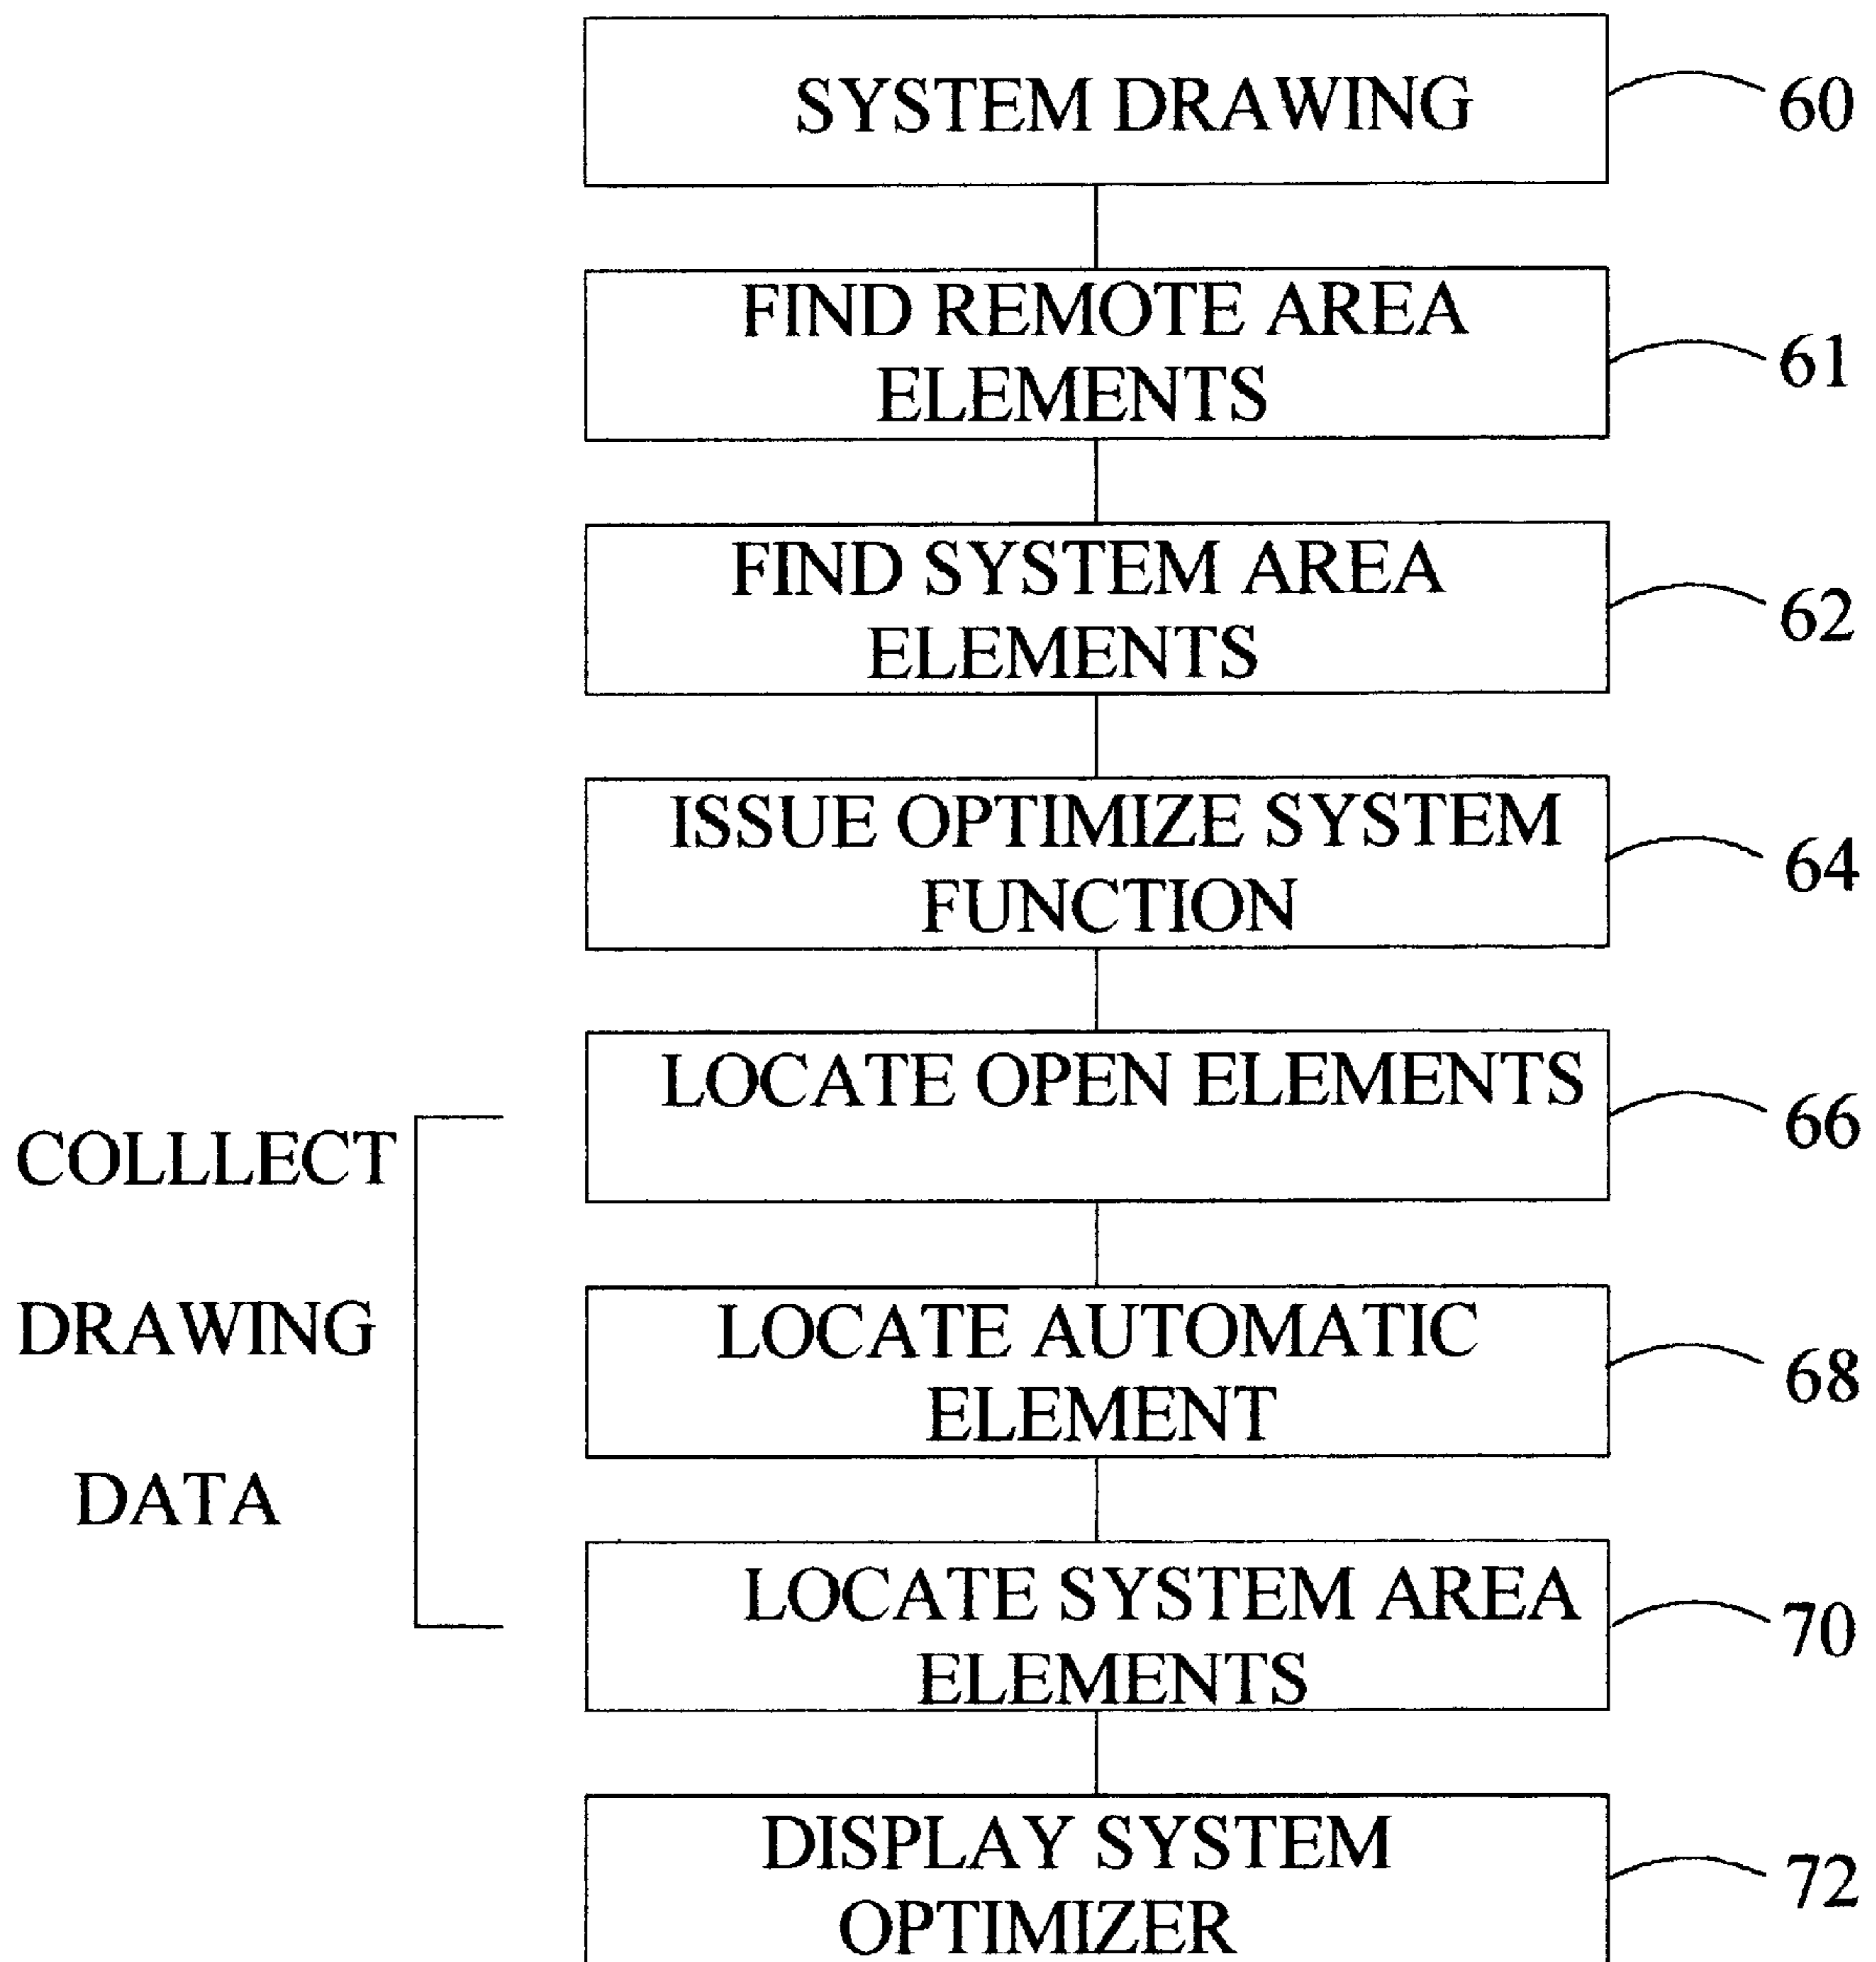 SYSTEM DRAWING
60
FIND REMOTE AREA
ELEMENTS
61
FIND SYSTEM AREA
ELEMENTS
62
ISSUE OPTIMIZE SYSTEM
FUNCTION
64
COLLLECT
DRAWING
DATA
LOCATE OPEN ELEMENTS
66
LOCATE AUTOMATIC
ELEMENT
68
LOCATE SYSTEM AREA
ELEMENTS
70
DISPLAY SYSTEM
OPTIMIZER
72